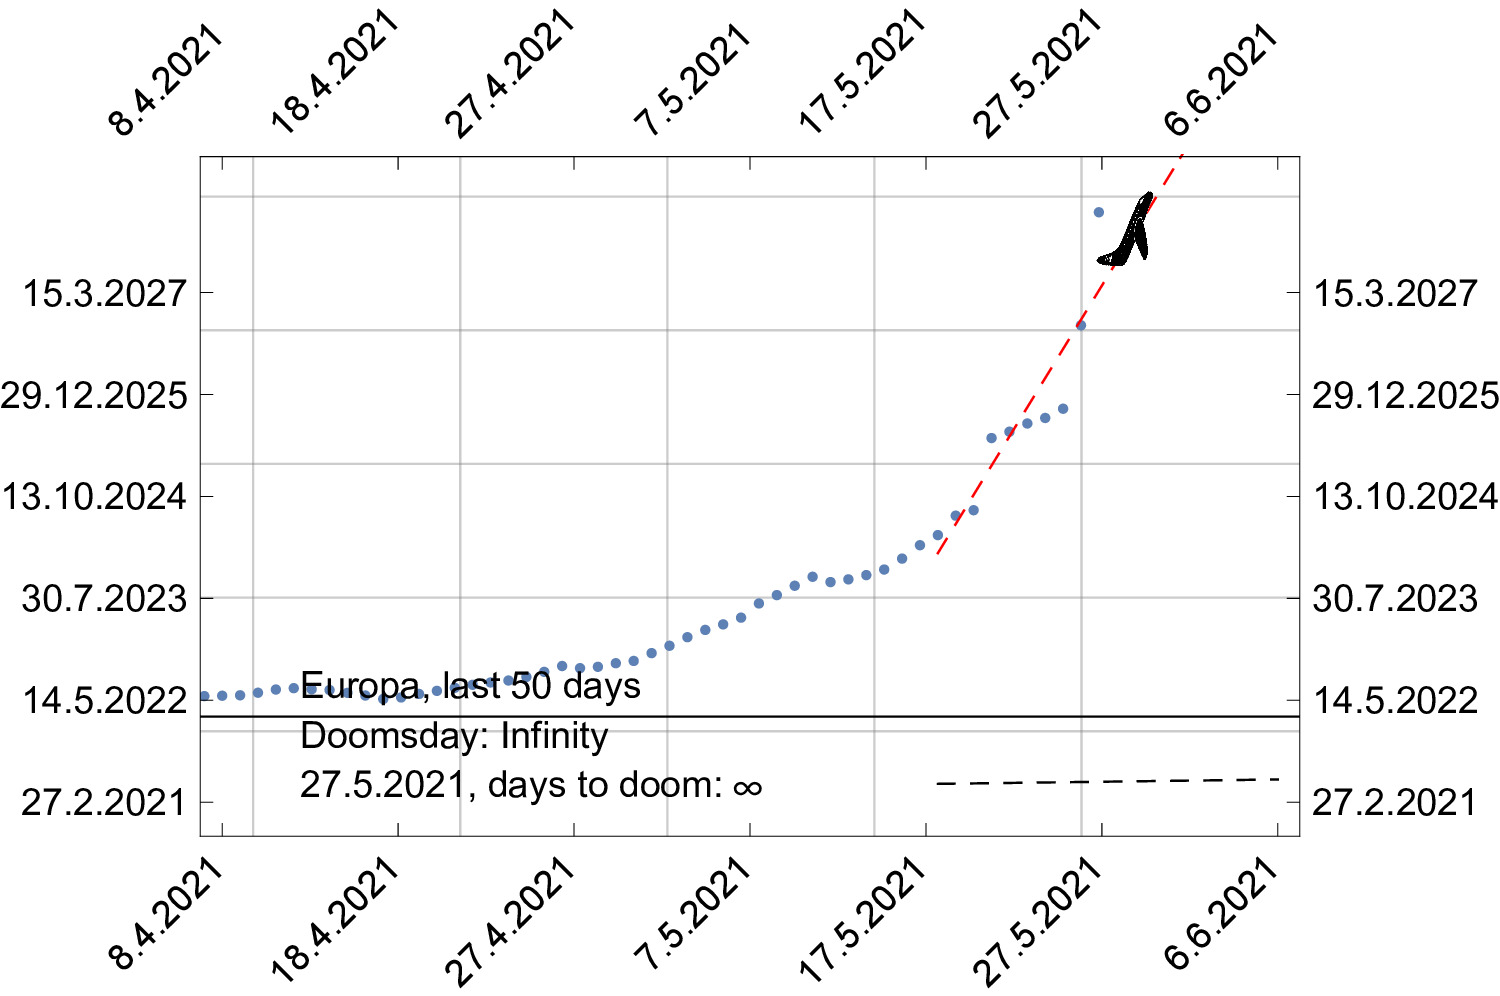 8.4.2021 18.4.2021 27.4.2021 7.5.2021 17.5.2021 27.5.2021 6.6.2021
15.3.2027 15.3.2027
29.12.2025 29.12.2025
13.10.2024 13.10.2024
30.7.2023 30.7.2023
Europa, last 50 days
14.5.2022 14.5.2022
Doomsday: Infinity
27.5.2021, days to doom: ∞
27.2.2021 27.2.2021
8.4.2021 18.4.2021 27.4.2021 7.5.2021 17.5.2021 27.5.2021 6.6.2021